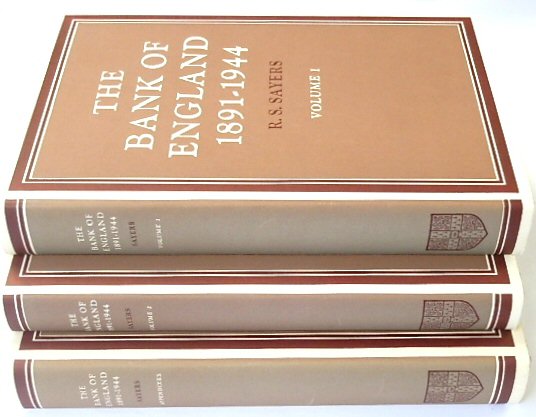 THE
BANK OF
ENGLAND
1891-1944
R. S. SAYERS
VOLUME 1
THE
BANK OF
ENGLAND
1891-1944
SAYERS
VOLUME 1
THE
BANK OF
ENGLAND
1891-1944
SAYERS
VOLUME 2
THE
BANK OF
ENGLAND
1891-1944
SAYERS
APPENDIXES